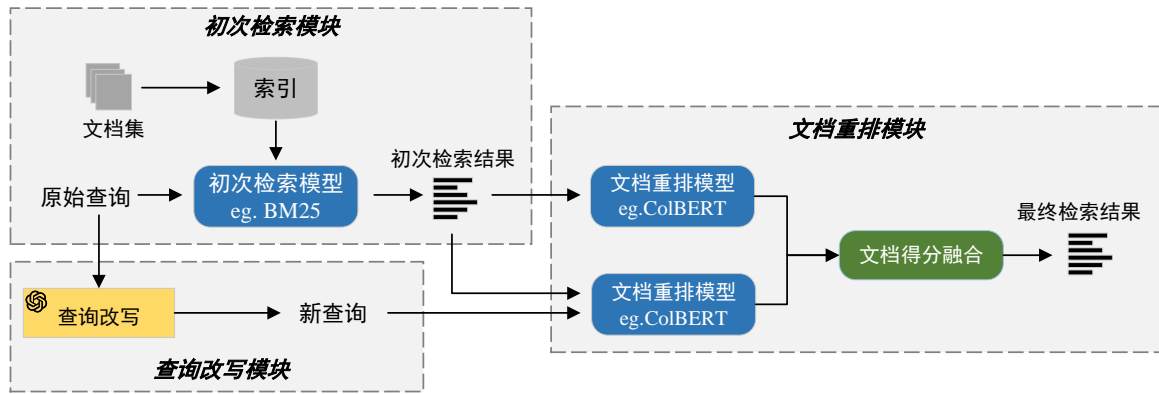 初次检索模块
索引
文档集
初次检索结果
原始查询
初次检索模型
eg. BM25
查询改写
新查询
查询改写模块
文档重排模块
文档重排模型
eg.ColBERT
文档重排模型
eg.ColBERT
文档得分融合
最终检索结果